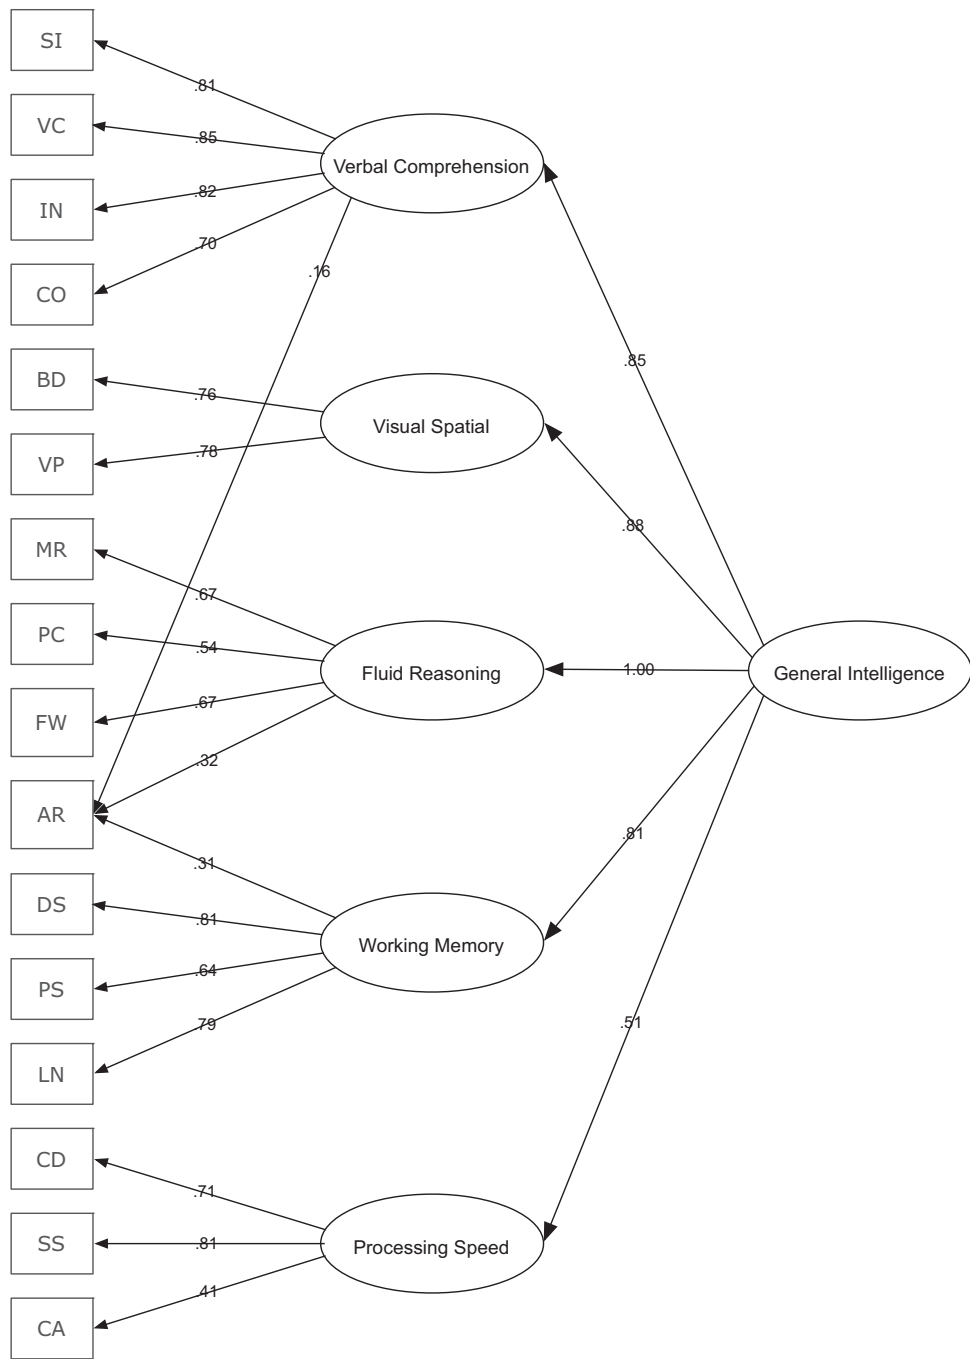 SI
.81
VC
.85
Verbal Comprehension
IN
.82
CO
.70
.16
.85
BD
.76
Visual Spatial
VP
.78
.88
MR
.67
PC
.54
Fluid Reasoning
1.00
General Intelligence
FW
.67
.32
AR
.31
.81
DS
.81
Working Memory
PS
.64
LN
.79
.51
CD
.71
SS
.81
Processing Speed
CA
.41